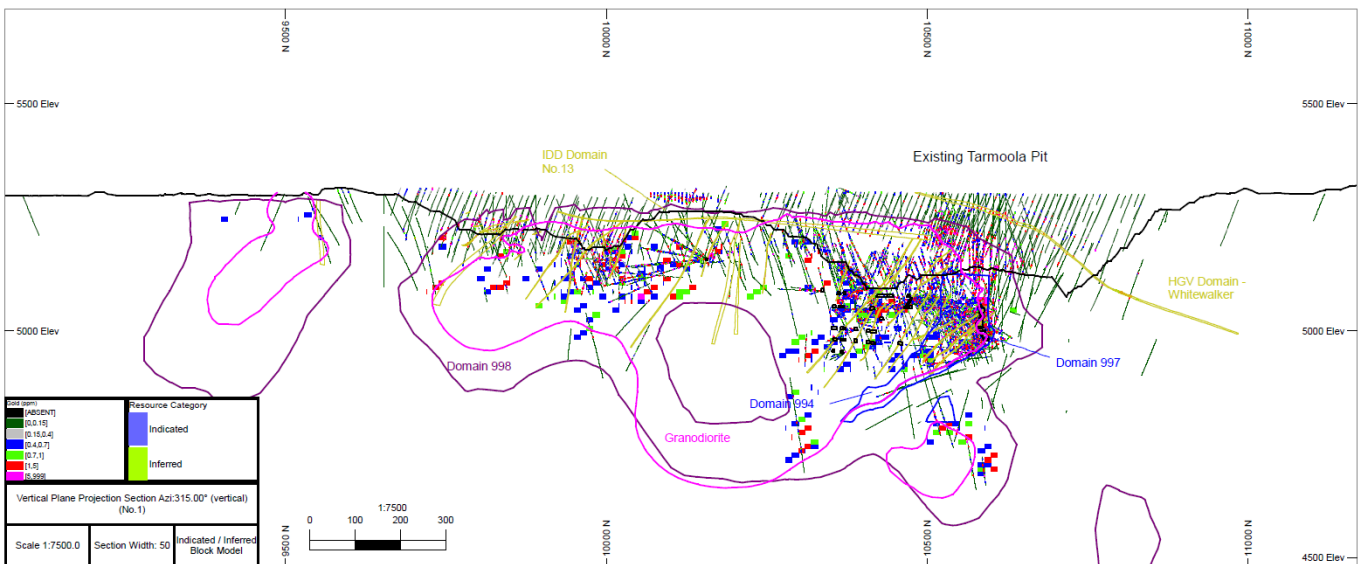 9500 N
10000 N
10500 N
11000 N
5500 Elev
5500 Elev
IDD Domain
No.13
Existing Tarmoola Pit
HGV Domain -
Whitewalker
5000 Elev
5000 Elev
Domain 998
Domain 997
Domain 994
Granodiorite
Gold (ppm)
[ABSENT]
[0,0.15]
[0.15,0.4]
[0.4,0.7]
[0.7,1]
[1,5]
[5,999]
Resource Category
Indicated
Inferred
Vertical Plane Projection Section Azi:315.00° (vertical)
(No.1)
Scale 1:7500.0
Section Width: 50
Indicated / Inferred
Block Model
1:7500
0
100
200
300
9500 N
10000 N
10500 N
11000 N
4500 Elev